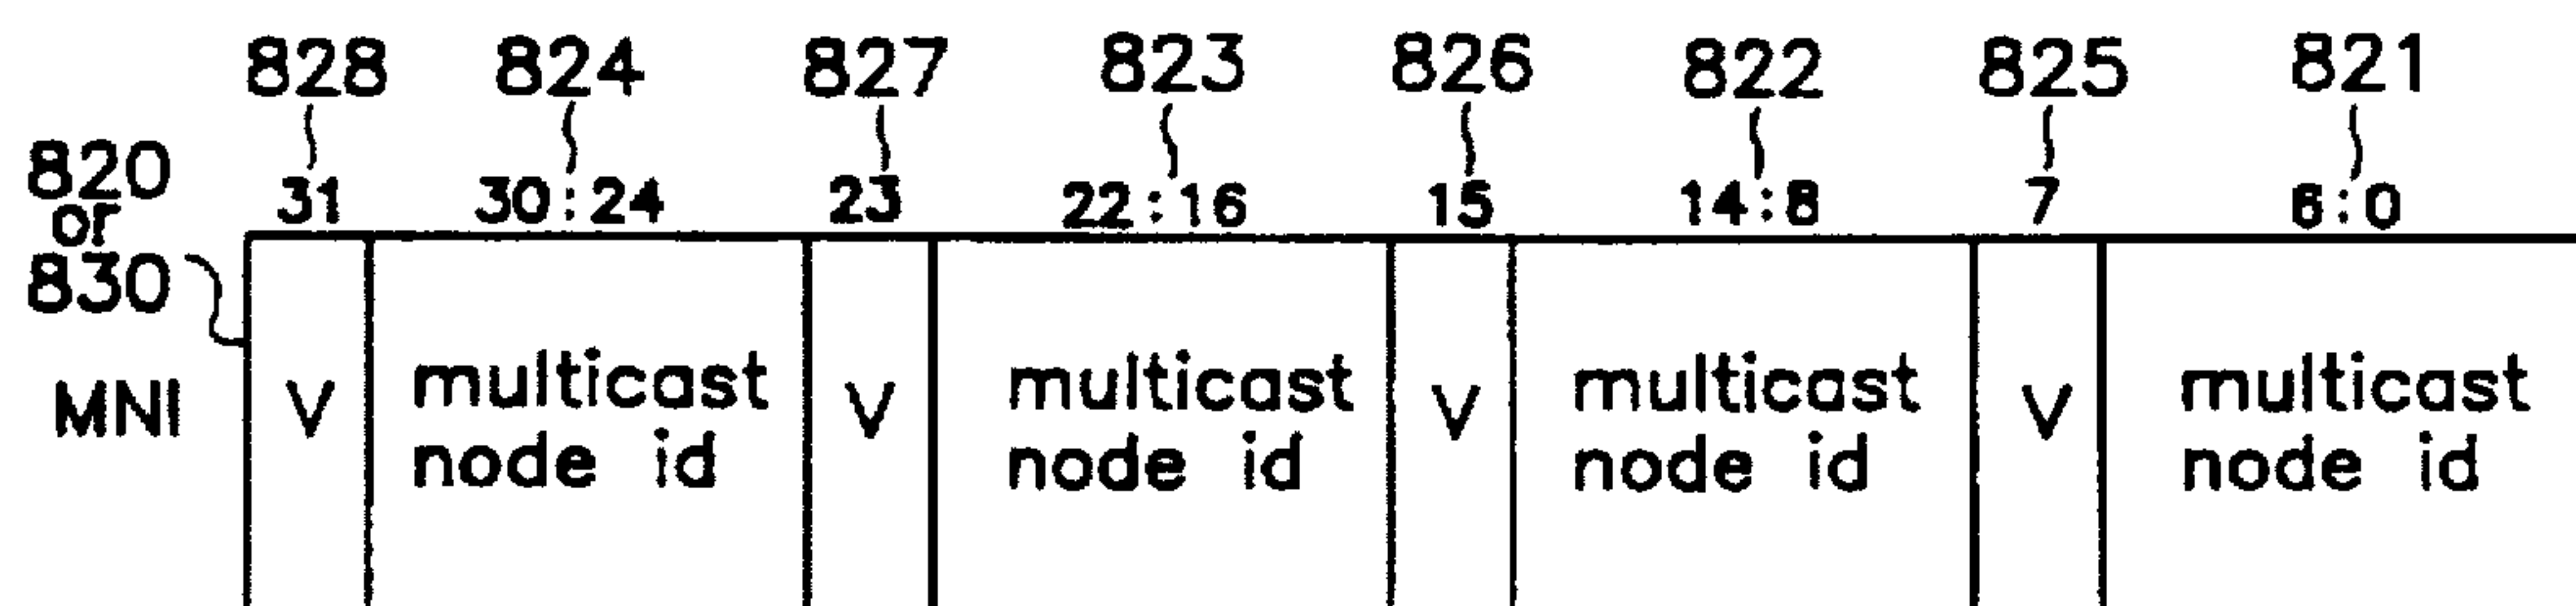 828 824 827 823 826 822 825 821
820
or
830
31 30:24 23 22:16 15 14:8 7 6:0
MNI V multicast node id V multicast node id V multicast node id V multicast node id